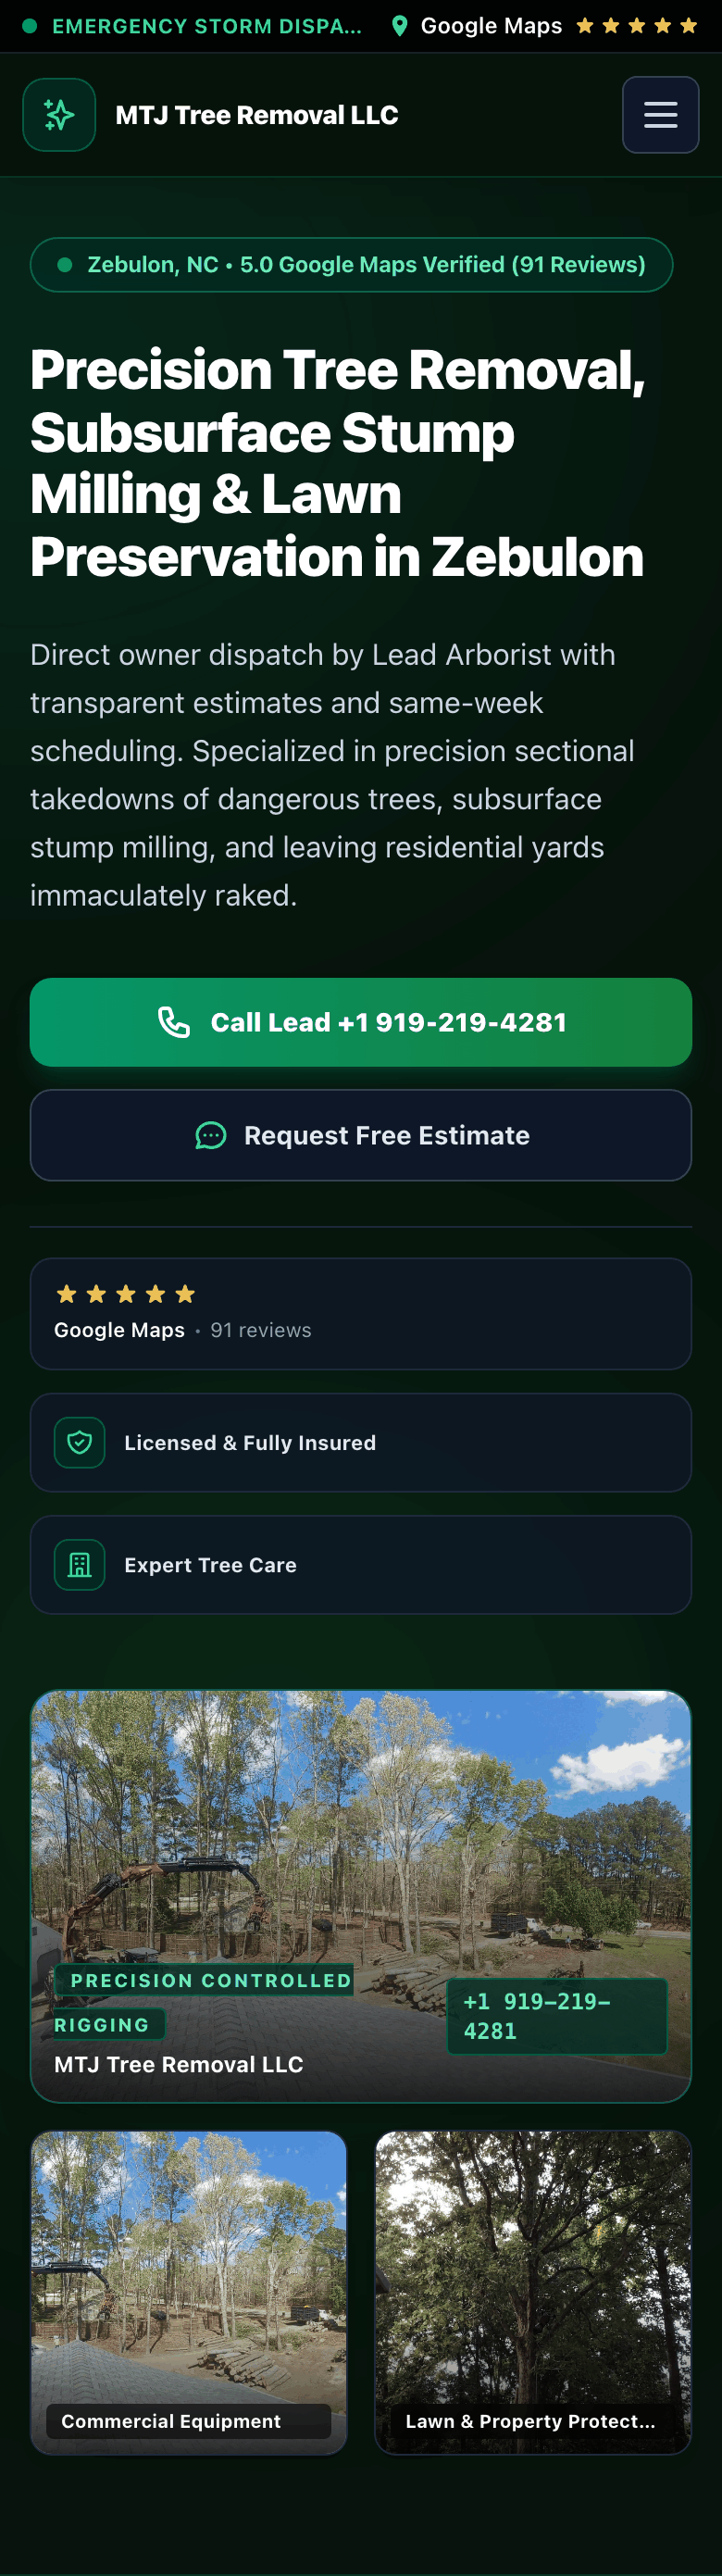 EMERGENCY STORM DISPA...
Google Maps
MTJ Tree Removal LLC
Zebulon, NC • 5.0 Google Maps Verified (91 Reviews)
Precision Tree Removal,
Subsurface Stump
Milling & Lawn
Preservation in Zebulon
Direct owner dispatch by Lead Arborist with
transparent estimates and same-week
scheduling. Specialized in precision sectional
takedowns of dangerous trees, subsurface
stump milling, and leaving residential yards
immaculately raked.
Call Lead +1 919-219-4281
Request Free Estimate
Google Maps • 91 reviews
Licensed & Fully Insured
Expert Tree Care
PRECISION CONTROLLED
RIGGING
MTJ Tree Removal LLC
+1 919-219-
4281
Commercial Equipment
Lawn & Property Protect...